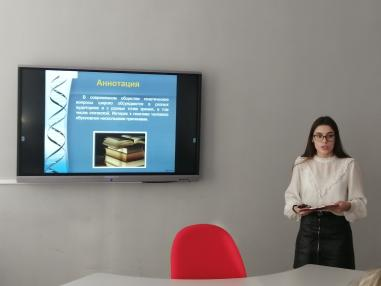 Аннотация
В современном обществе генетические
вопросы широко обсуждаются в разных
аудиториях и с разных точек зрения, в том
числе этической. Интерес к генетике человека
обусловлен несколькими причинами.